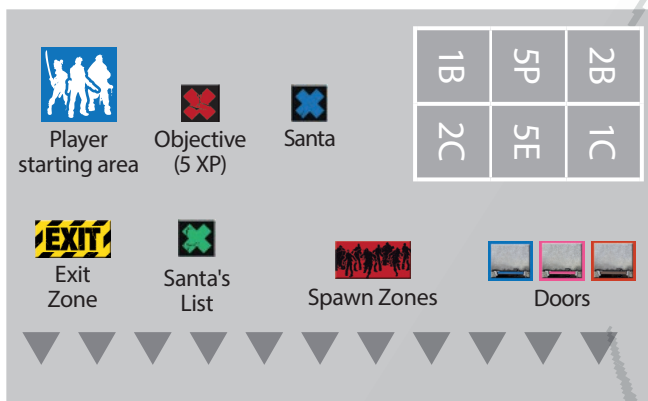 1B 5P 2B
2C 5E 1C
Player
starting area
Objective
(5 XP)
Santa
EXIT
Exit
Zone
Santa's
List
Spawn Zones
Doors